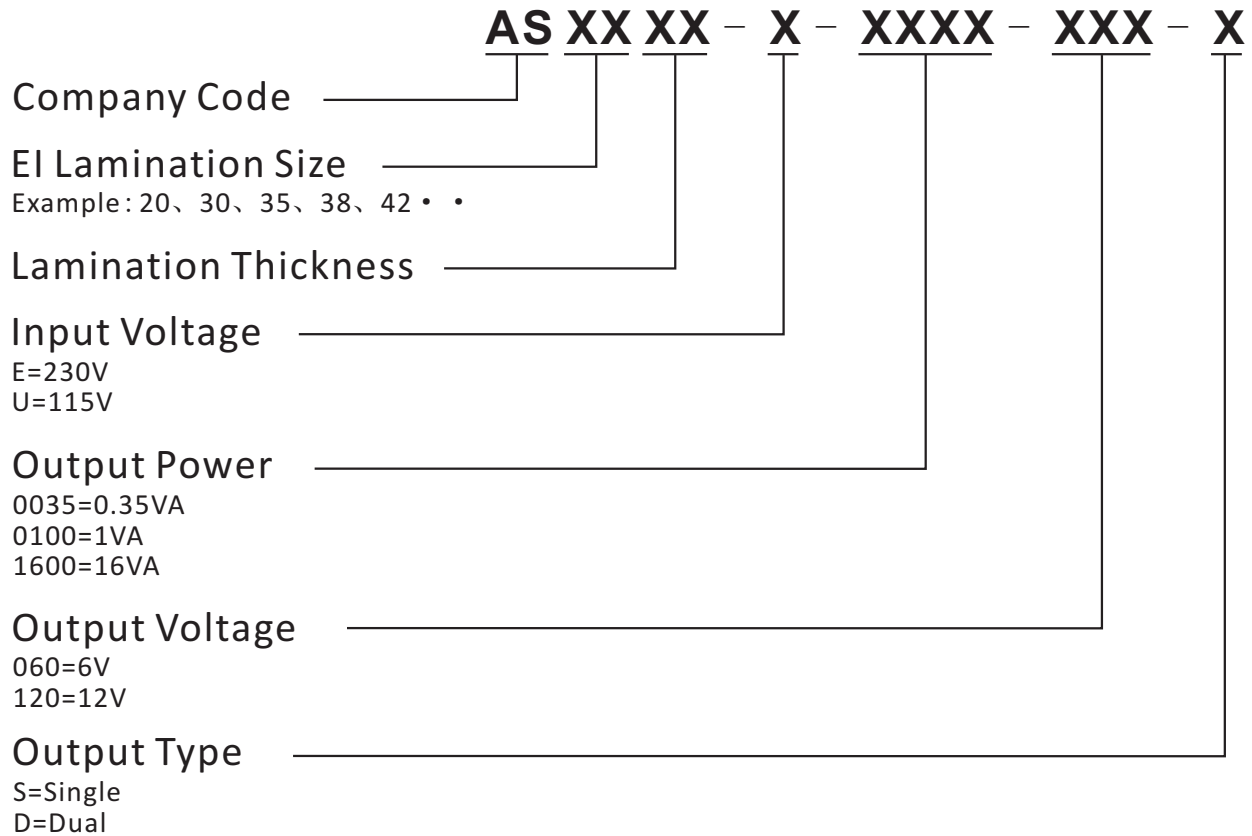 AS XX XX – X – XXXX – XXX – X
Company Code
EI Lamination Size
Example: 20、30、35、38、42• •
Lamination Thickness
Input Voltage
E=230V
U=115V
Output Power
0035=0.35VA
0100=1VA
1600=16VA
Output Voltage
060=6V
120=12V
Output Type
S=Single
D=Dual